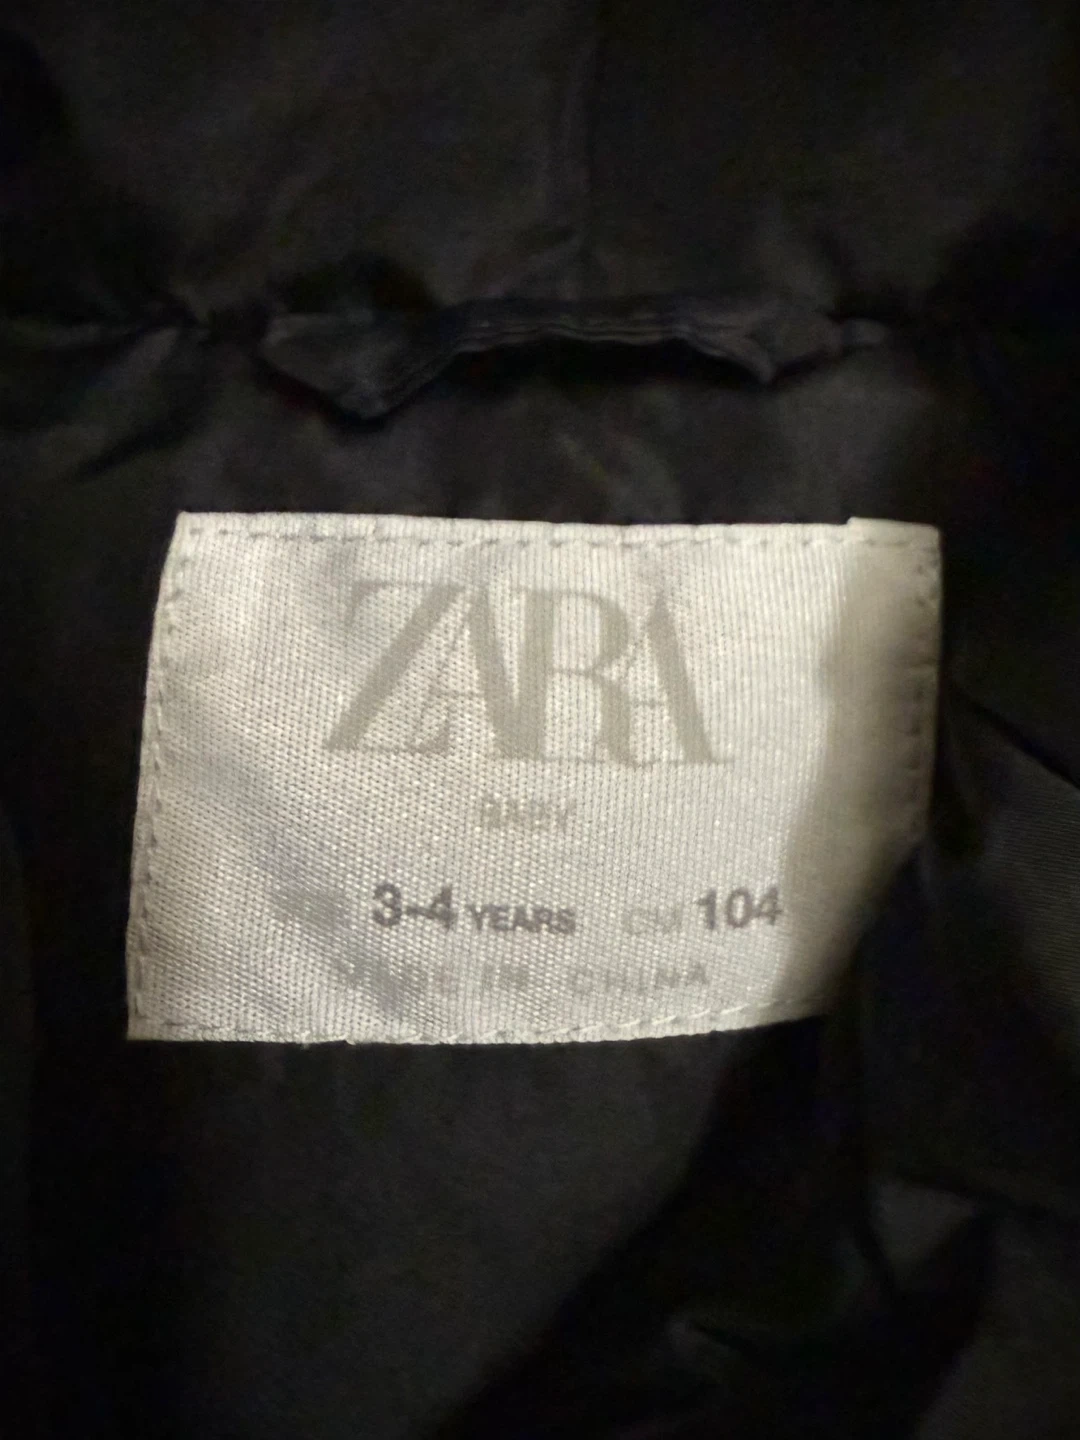 ZARA
BABY
3-4 YEARS CM 104
MADE IN CHINA